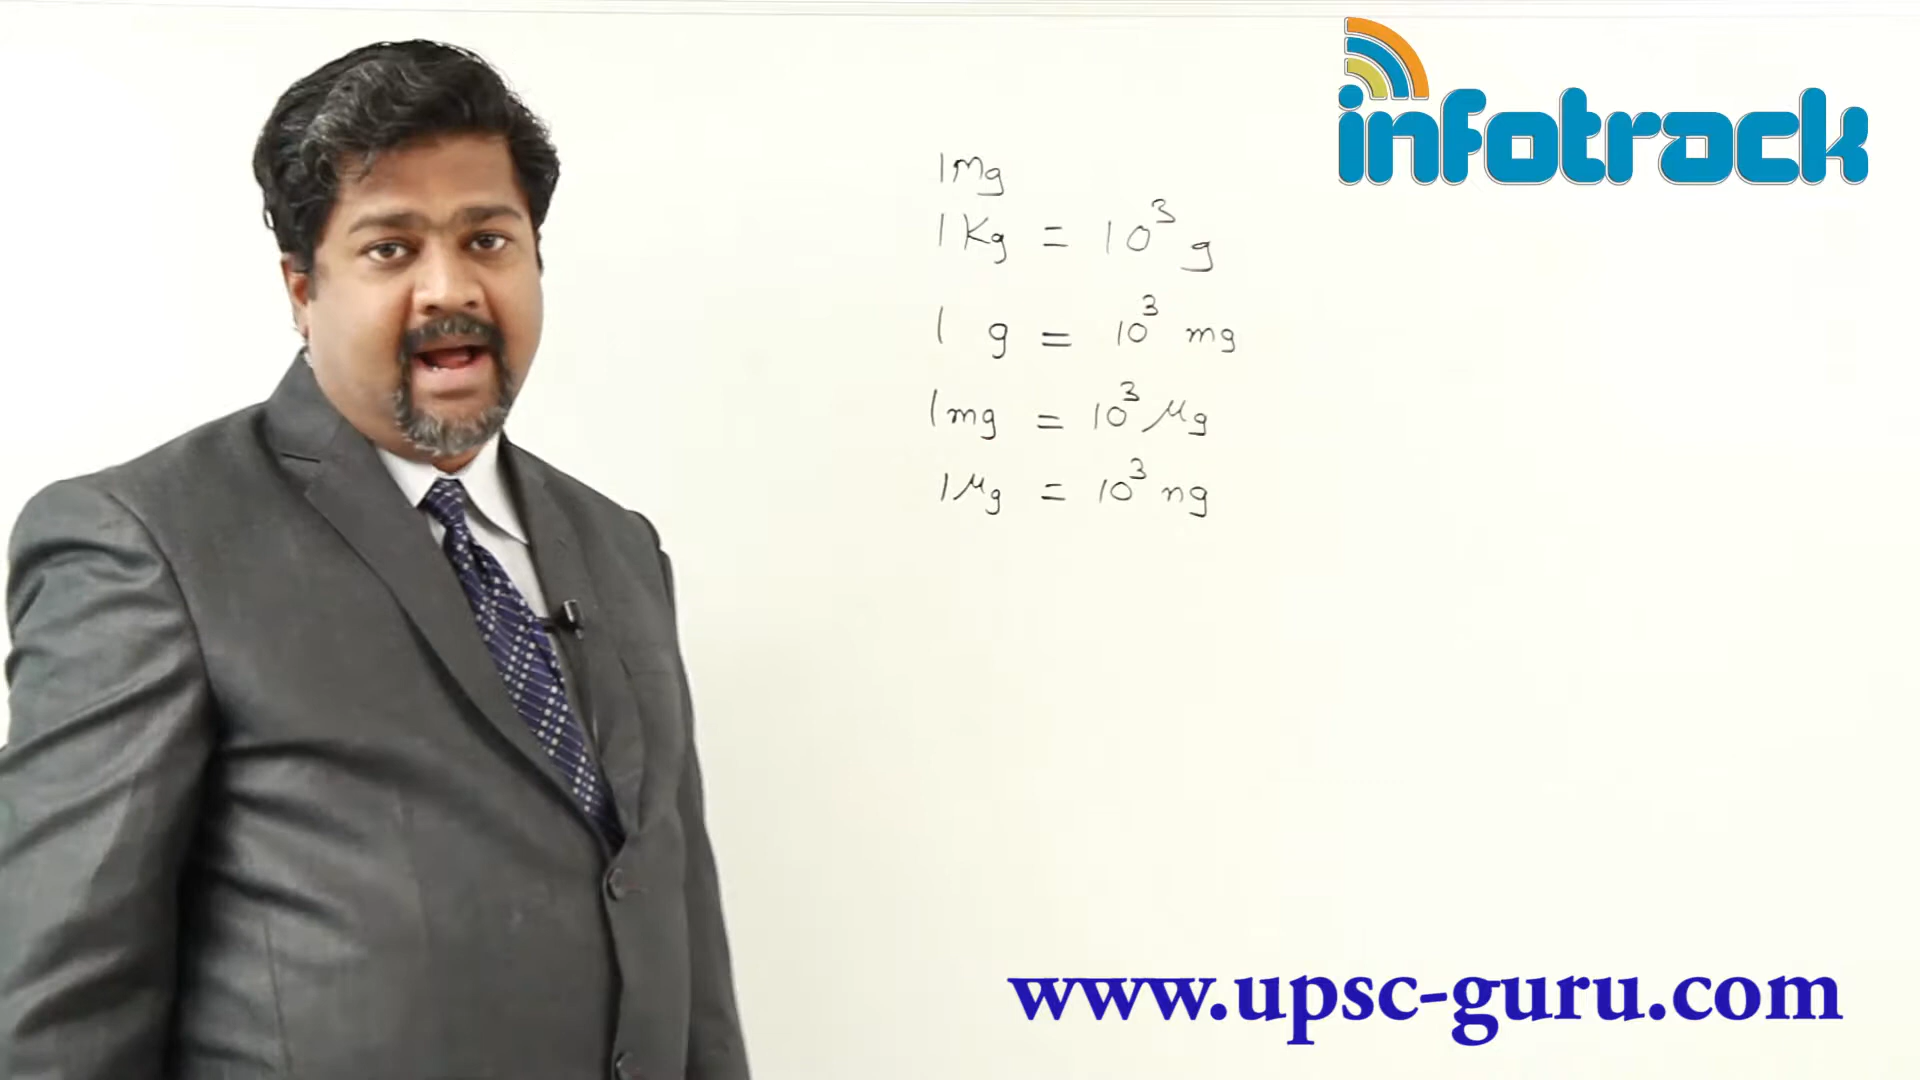 infotrack
1Mg
1Kg = 10³ g
1 g = 10³ mg
1mg = 10³ μg
1μg = 10³ ng
www.upsc-guru.com